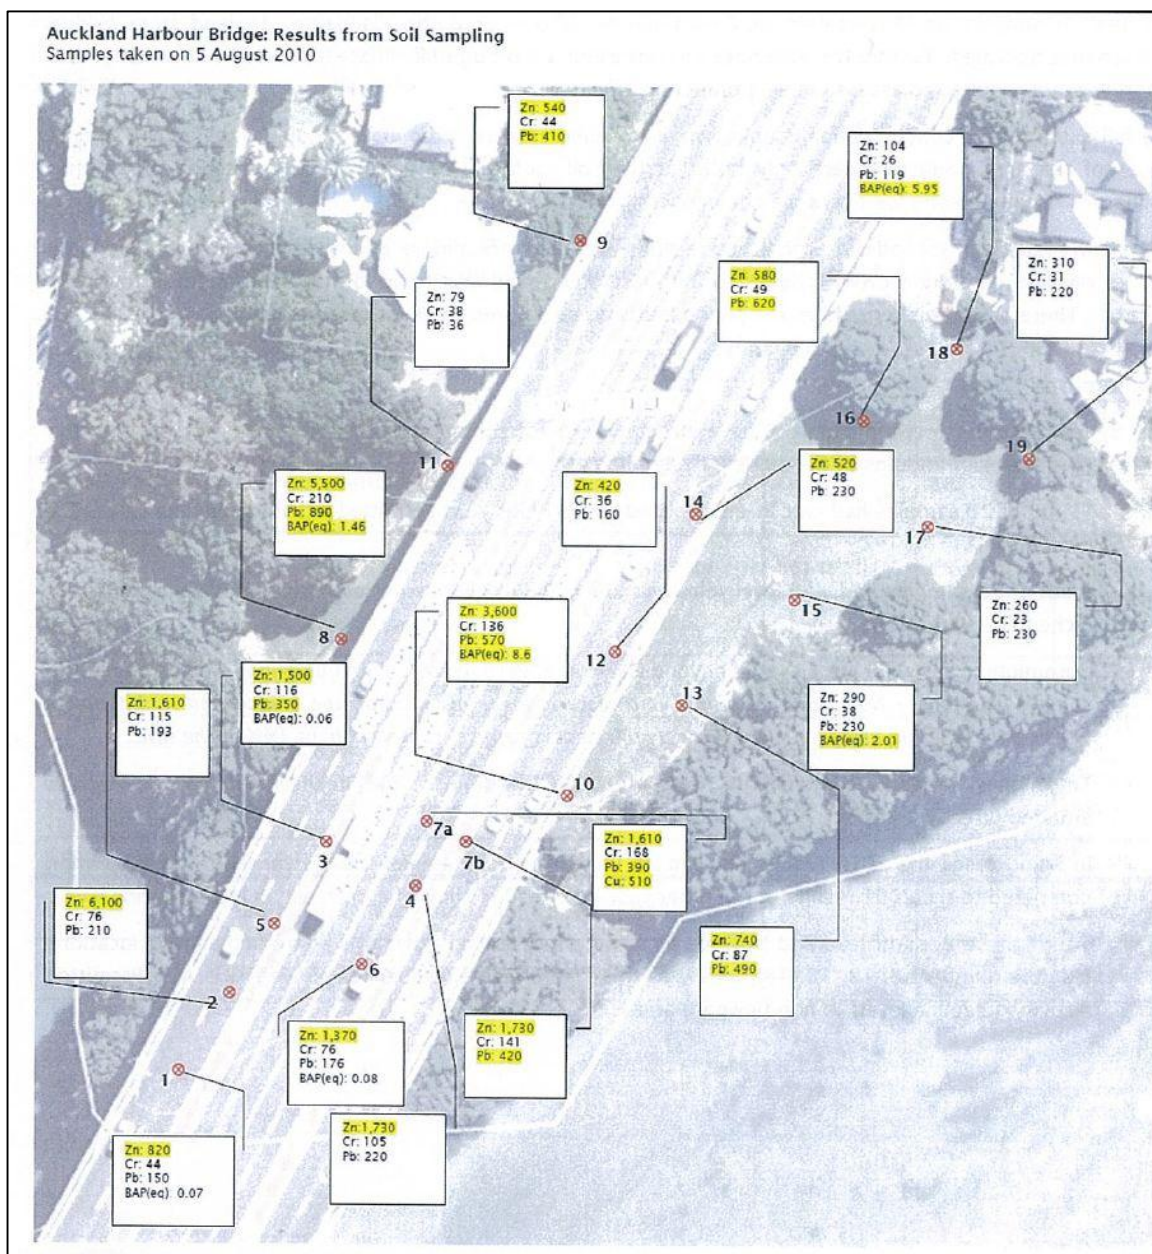 Auckland Harbour Bridge: Results from Soil Sampling
Samples taken on 5 August 2010
Zn: 540
Cr: 44
Pb: 410
9
Zn: 104
Cr: 26
Pb: 119
BAP(eq): 5.95
18
Zn: 310
Cr: 31
Pb: 220
19
Zn: 580
Cr: 49
Pb: 620
16
Zn: 79
Cr: 38
Pb: 36
11
Zn: 5,500
Cr: 210
Pb: 890
BAP(eq): 1.46
8
Zn: 420
Cr: 36
Pb: 160
12
14
Zn: 520
Cr: 48
Pb: 230
17
Zn: 260
Cr: 23
Pb: 230
15
Zn: 290
Cr: 38
Pb: 230
BAP(eq): 2.01
Zn: 3,600
Cr: 136
Pb: 570
BAP(eq): 8.6
10
13
Zn: 740
Cr: 87
Pb: 490
Zn: 1,500
Cr: 116
Pb: 350
BAP(eq): 0.06
3
Zn: 1,610
Cr: 115
Pb: 193
5
7a
7b
Zn: 1,610
Cr: 168
Pb: 390
Cu: 510
4
Zn: 6,100
Cr: 76
Pb: 210
2
6
Zn: 1,370
Cr: 76
Pb: 176
BAP(eq): 0.08
Zn: 1,730
Cr: 141
Pb: 420
1
Zn: 820
Cr: 44
Pb: 150
BAP(eq): 0.07
Zn:1,730
Cr: 105
Pb: 220